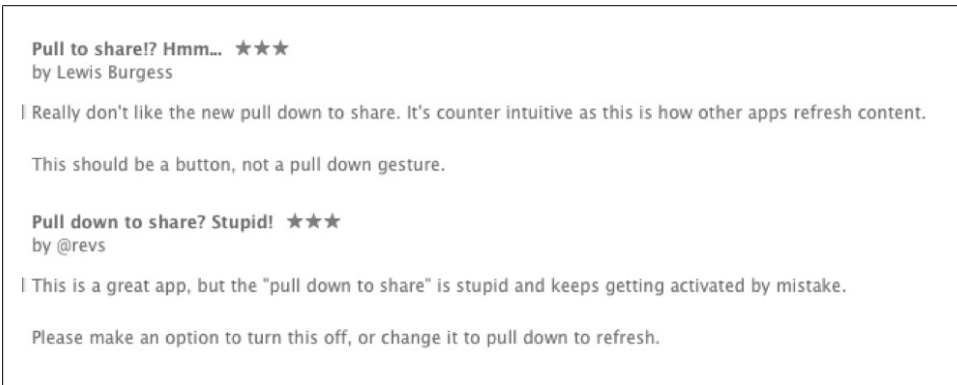 Pull to share!? Hmm... ★★★
by Lewis Burgess
Really don't like the new pull down to share. It's counter intuitive as this is how other apps refresh content.
This should be a button, not a pull down gesture.
Pull down to share? Stupid! ★★★
by @revs
This is a great app, but the "pull down to share" is stupid and keeps getting activated by mistake.
Please make an option to turn this off, or change it to pull down to refresh.